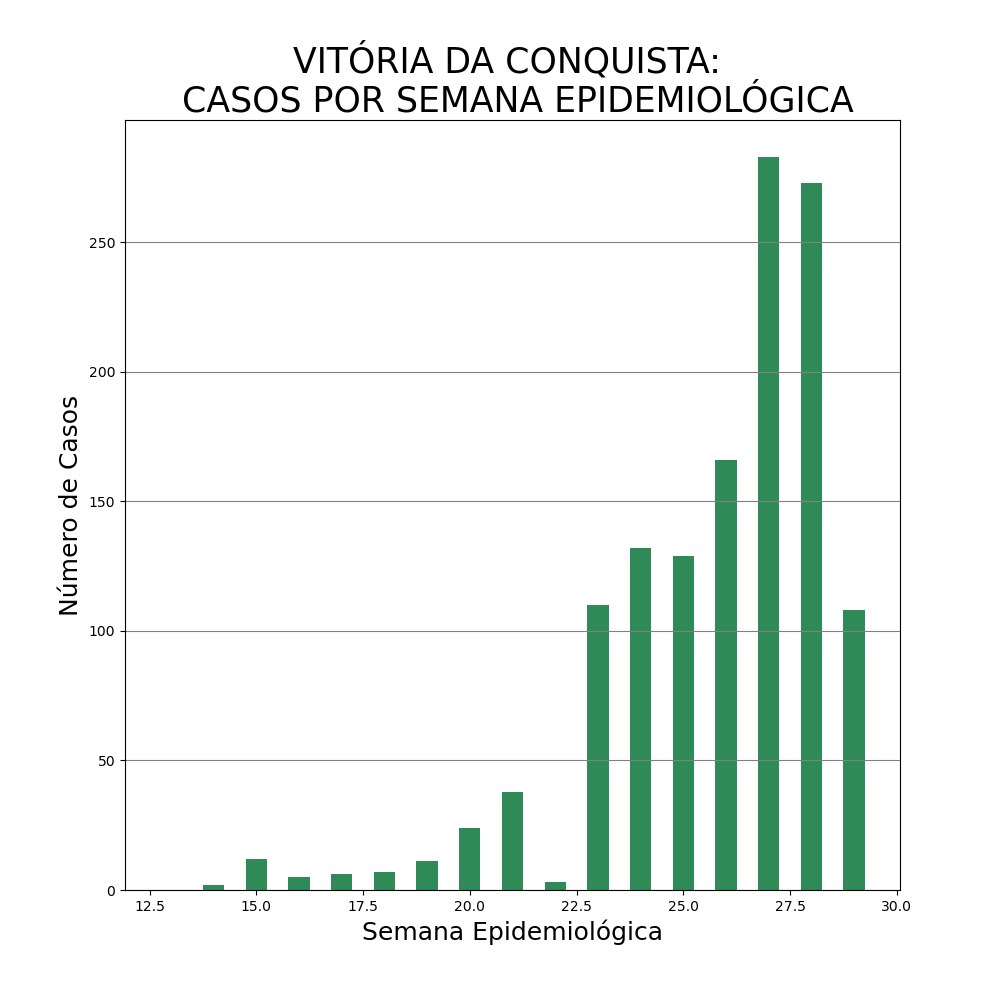 VITÓRIA DA CONQUISTA:
CASOS POR SEMANA EPIDEMIOLÓGICA
Número de Casos
250
200
150
100
50
0
12.5 15.0 17.5 20.0 22.5 25.0 27.5 30.0
Semana Epidemiológica